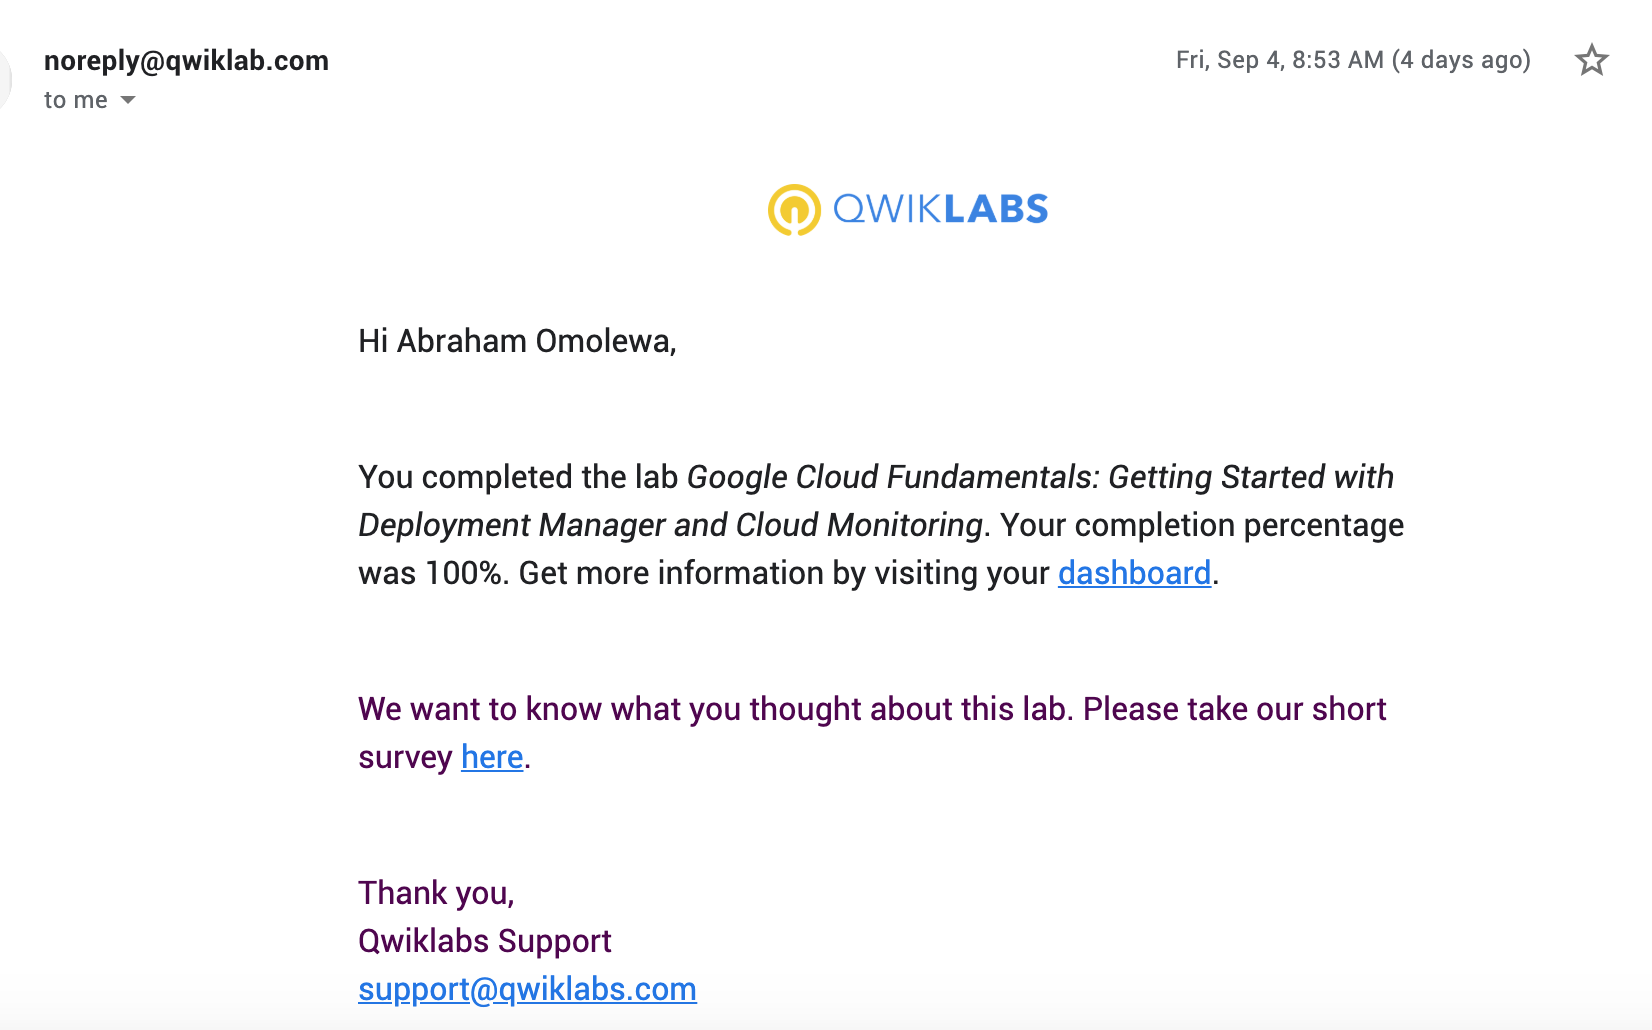 noreply@qwiklab.com
Fri, Sep 4, 8:53 AM (4 days ago)
to me
QWIKLABS
Hi Abraham Omolewa,
You completed the lab Google Cloud Fundamentals: Getting Started with
Deployment Manager and Cloud Monitoring. Your completion percentage
was 100%. Get more information by visiting your dashboard.
We want to know what you thought about this lab. Please take our short
survey here.
Thank you,
Qwiklabs Support
support@qwiklabs.com